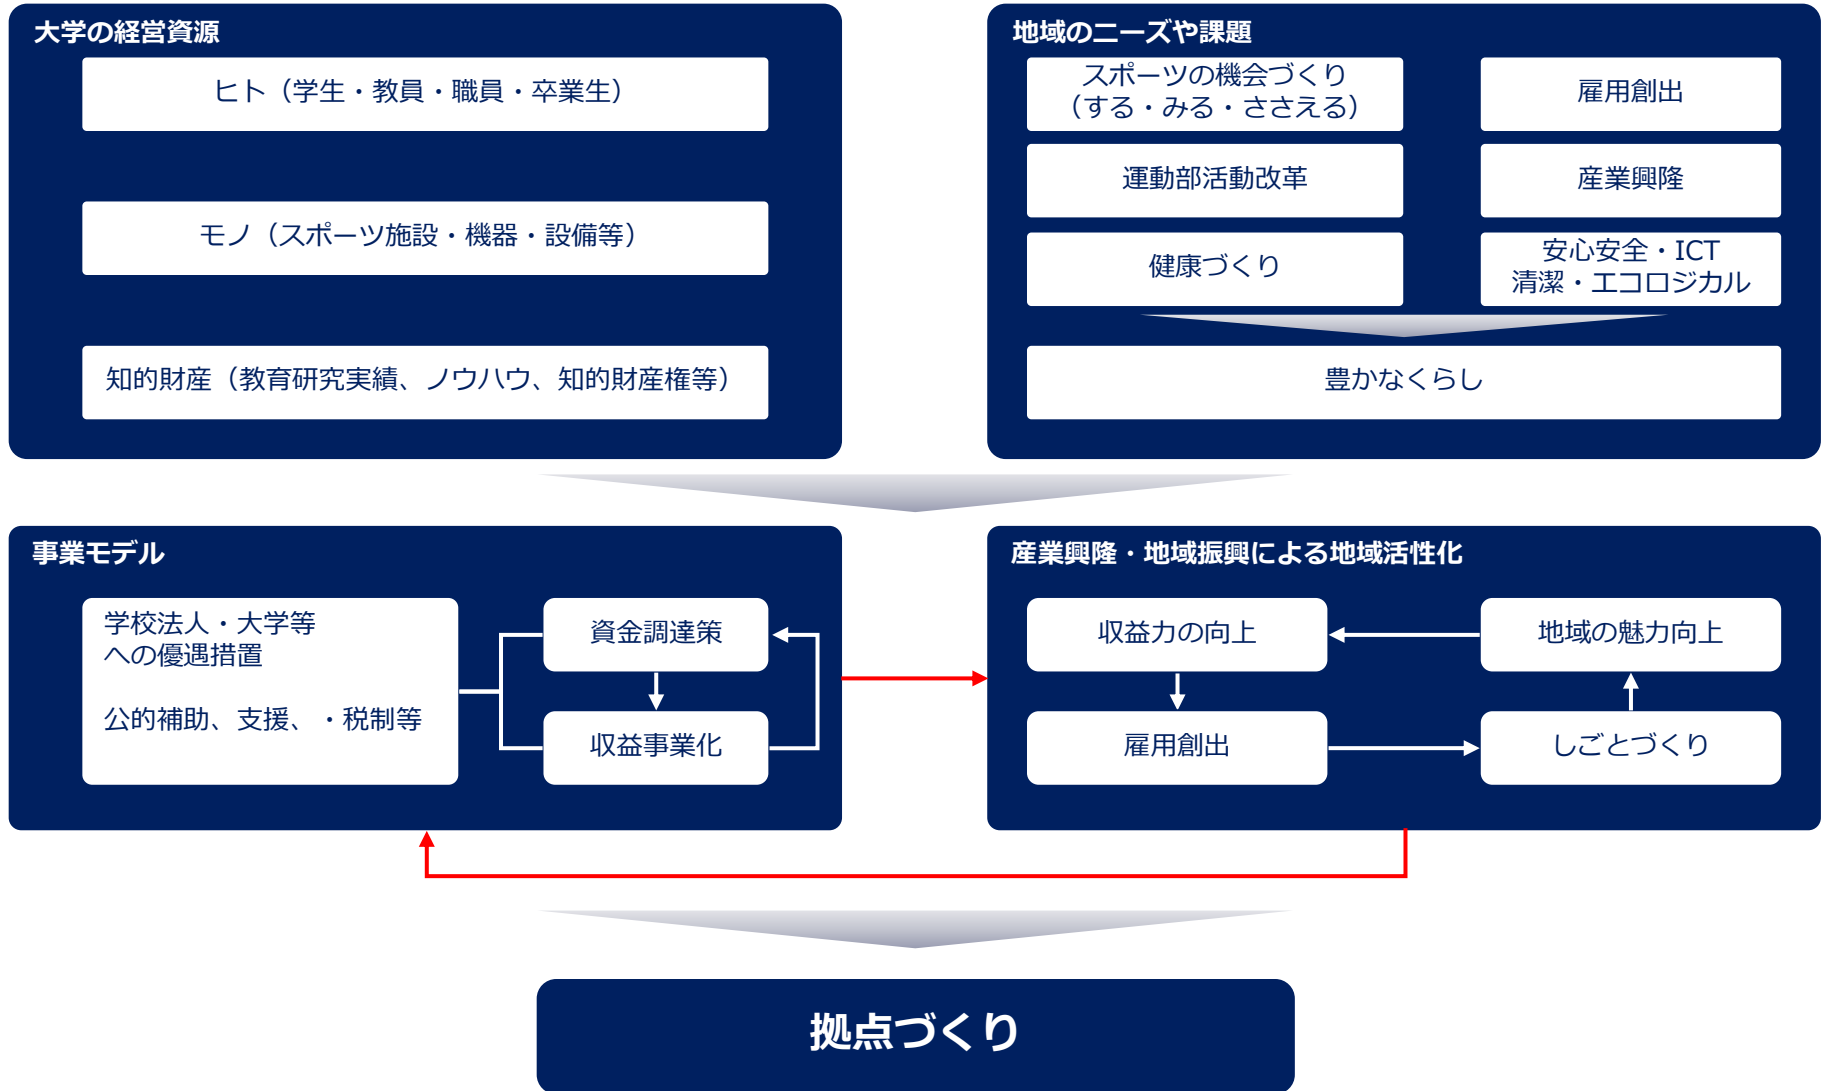 大学の経営資源
ヒト（学生・教員・職員・卒業生）
モノ（スポーツ施設・機器・設備等）
知的財産（教育研究実績、ノウハウ、知的財産権等）
地域のニーズや課題
スポーツの機会づくり
（する・みる・ささえる）
雇用創出
運動部活動改革
産業興隆
健康づくり
安心安全・ICT
清潔・エコロジカル
豊かなくらし
事業モデル
学校法人・大学等
への優遇措置
公的補助、支援、・税制等
資金調達策
収益事業化
産業興隆・地域振興による地域活性化
収益力の向上
地域の魅力向上
雇用創出
しごとづくり
拠点づくり